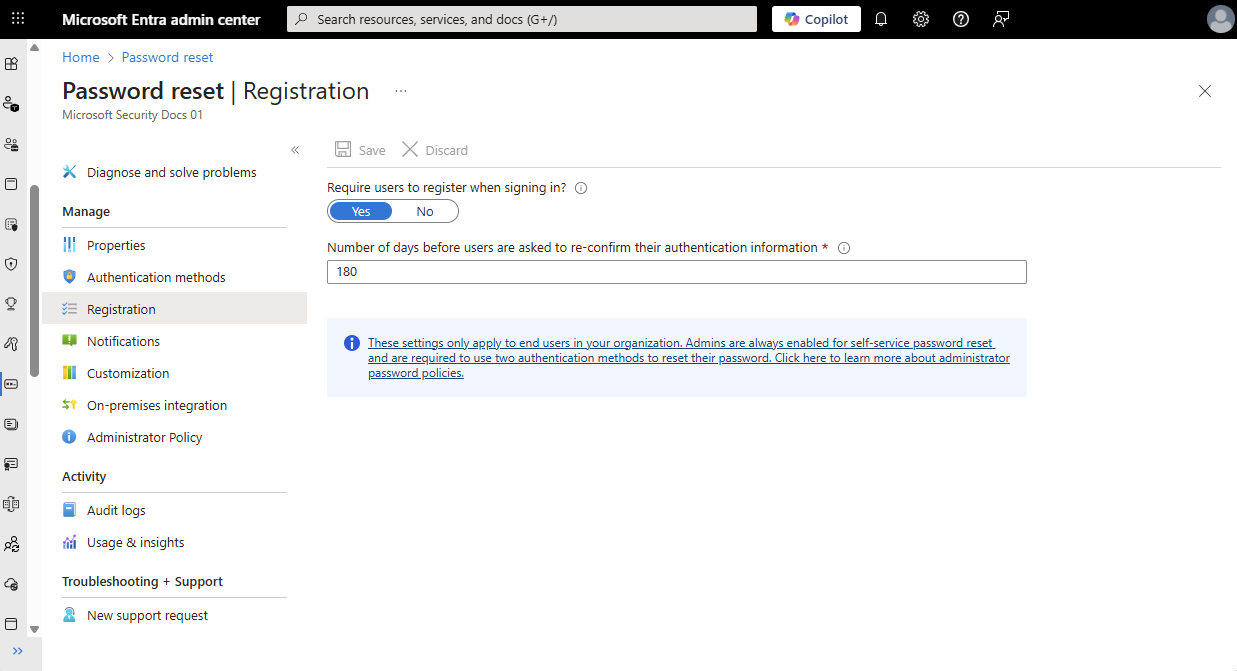 Microsoft Entra admin center
Search resources, services, and docs (G+/)
Copilot
Home > Password reset
Password reset | Registration ...
Microsoft Security Docs 01
Diagnose and solve problems
Manage
Properties
Authentication methods
Registration
Notifications
Customization
On-premises integration
Administrator Policy
Activity
Audit logs
Usage & insights
Troubleshooting + Support
New support request
Save Discard
Require users to register when signing in?
Yes No
Number of days before users are asked to re-confirm their authentication information *
180
These settings only apply to end users in your organization. Admins are always enabled for self-service password reset
and are required to use two authentication methods to reset their password. Click here to learn more about administrator
password policies.